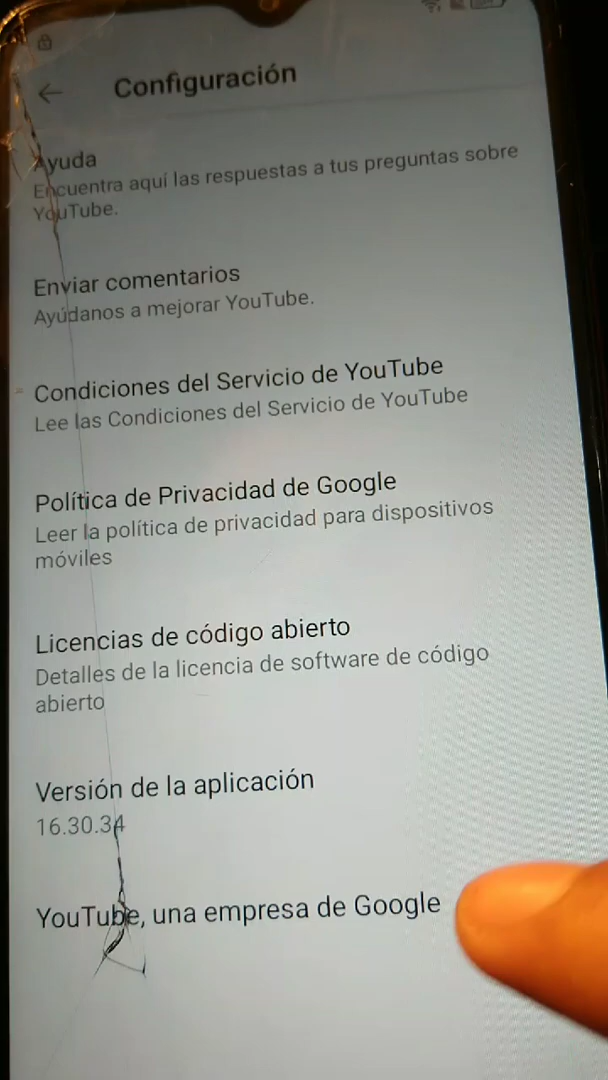 Configuración
Ayuda
Encuentra aquí las respuestas a tus preguntas sobre
YouTube.
Enviar comentarios
Ayúdanos a mejorar YouTube.
Condiciones del Servicio de YouTube
Lee las Condiciones del Servicio de YouTube
Política de Privacidad de Google
Leer la política de privacidad para dispositivos
móviles
Licencias de código abierto
Detalles de la licencia de software de código
abierto
Versión de la aplicación
16.30.34
YouTube, una empresa de Google